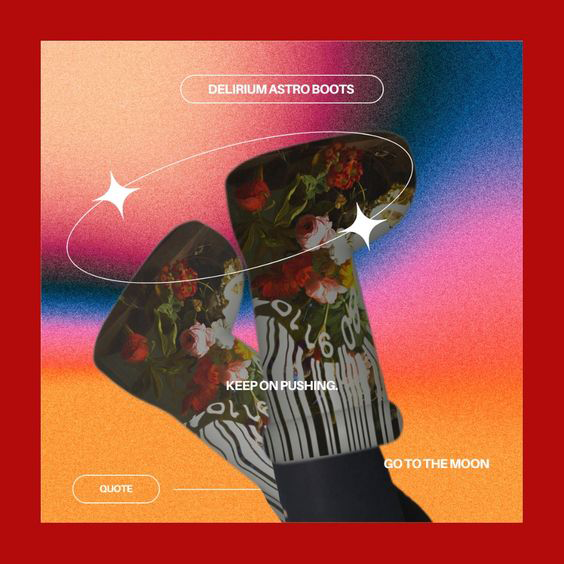 DELIRIUM ASTRO BOOTS
KEEP ON PUSHING.
GO TO THE MOON
QUOTE